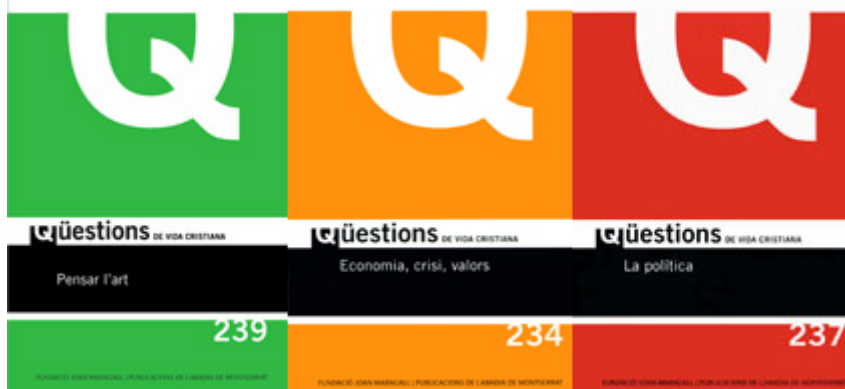 Q
Qüestions DE VIDA CRISTIANA
Pensar l'art
239
FUNDACIÓ JOAN MARAGALL | PUBLICACIONS DE L'ABADIA DE MONTSERRAT
Q
Qüestions DE VIDA CRISTIANA
Economia, crisi, valors
234
FUNDACIÓ JOAN MARAGALL | PUBLICACIONS DE L'ABADIA DE MONTSERRAT
Q
Qüestions DE VIDA CRISTIANA
La política
237
FUNDACIÓ JOAN MARAGALL | PUBLICACIONS DE L'ABADIA DE MONTSERRAT